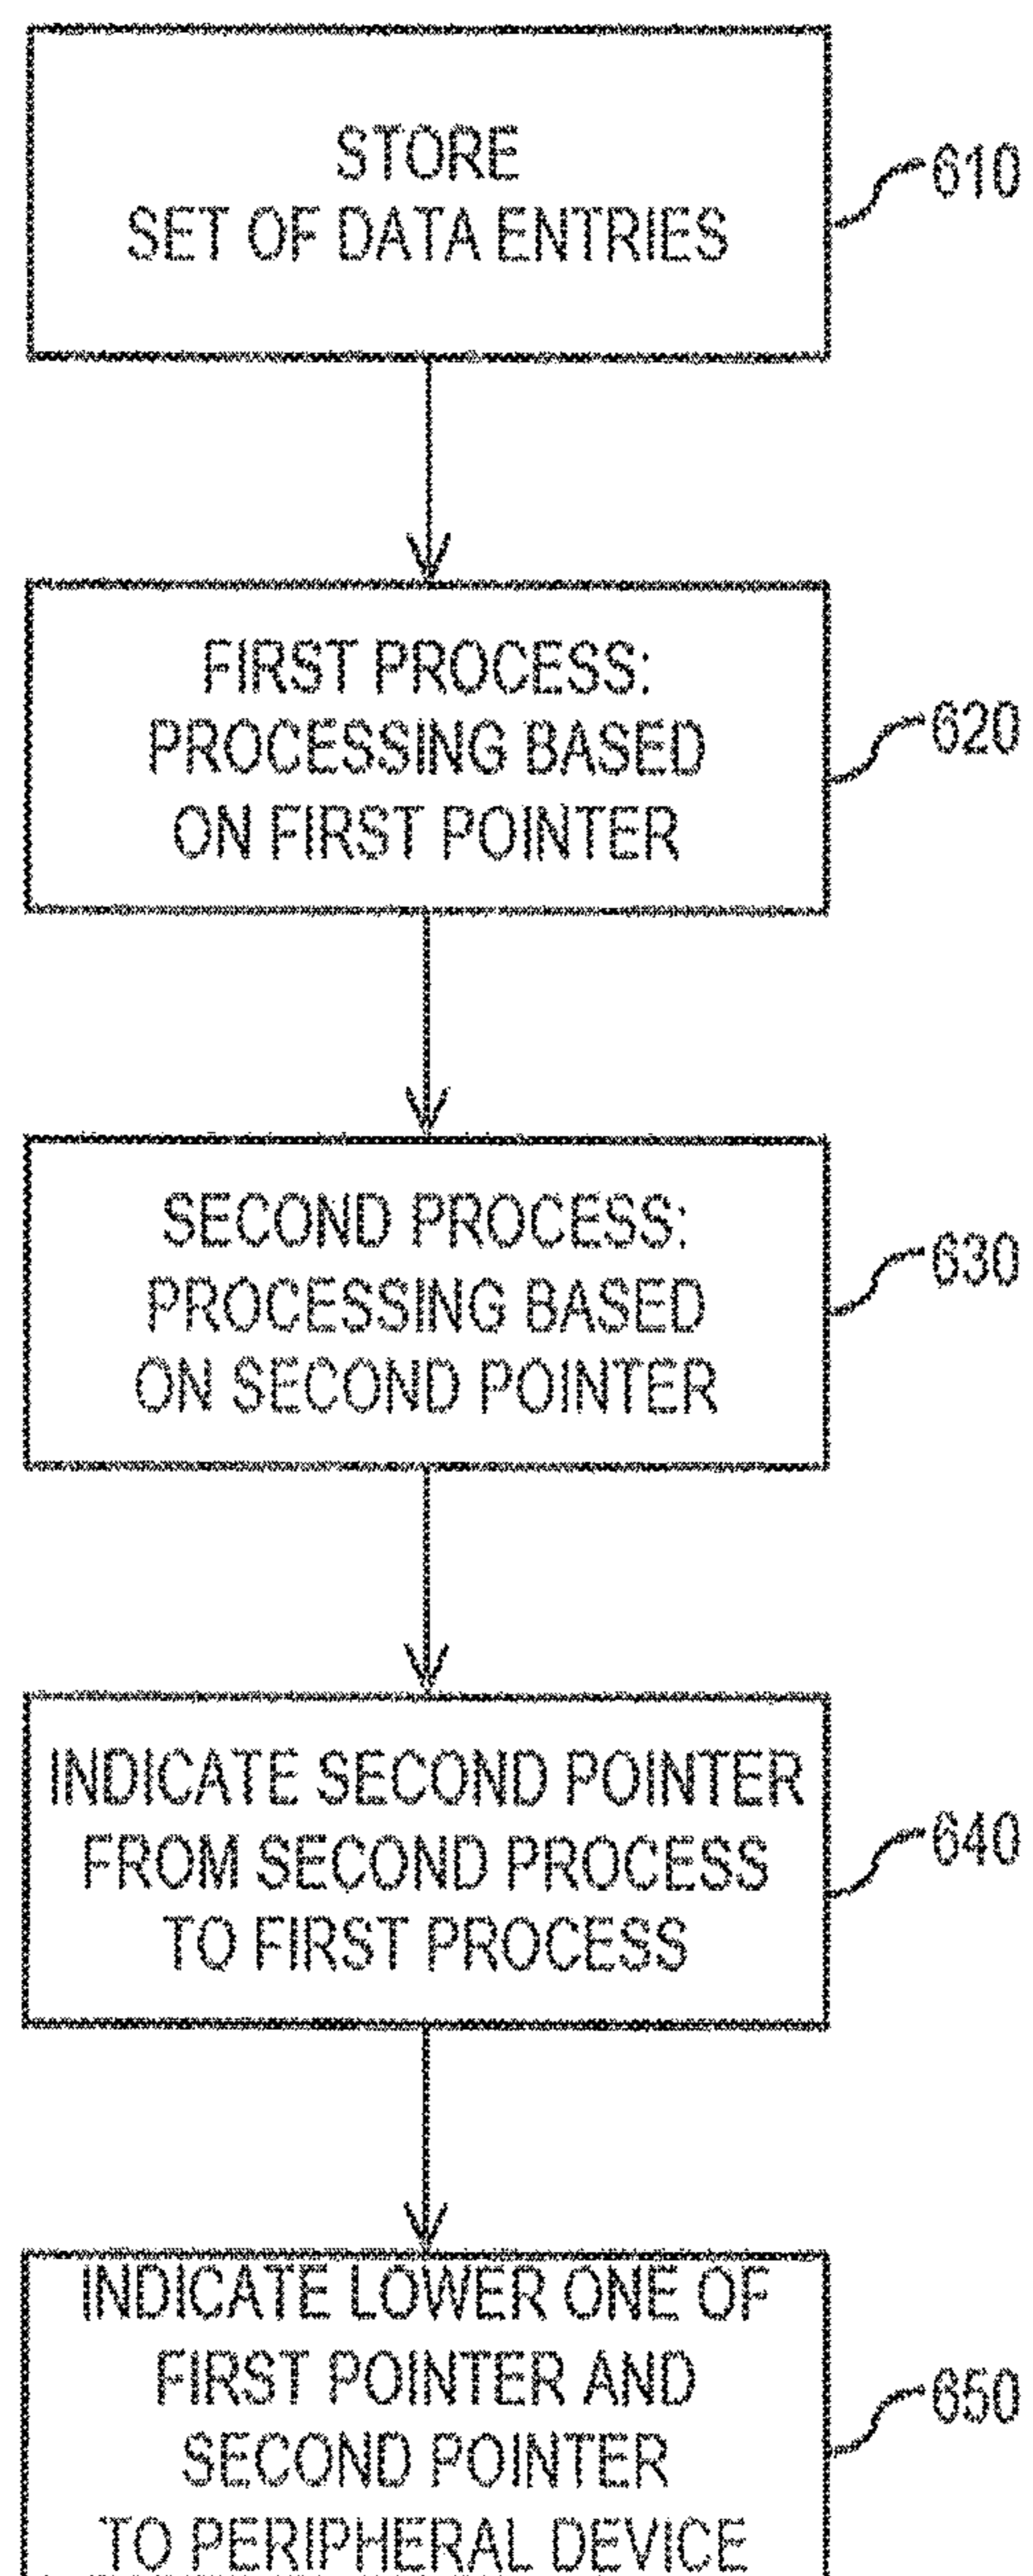 STORE
SET OF DATA ENTRIES
610
FIRST PROCESS:
PROCESSING BASED
ON FIRST POINTER
620
SECOND PROCESS:
PROCESSING BASED
ON SECOND POINTER
630
INDICATE SECOND POINTER
FROM SECOND PROCESS
TO FIRST PROCESS
640
INDICATE LOWER ONE OF
FIRST POINTER AND
SECOND POINTER
TO PERIPHERAL DEVICE
650